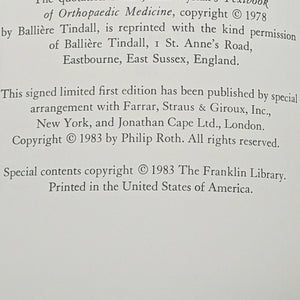 of Orthopaedic Medicine, copyright © 1978
by Ballière Tindall, is reprinted with the kind permission
of Ballière Tindall, 1 St. Anne's Road,
Eastbourne, East Sussex, England.
This signed limited first edition has been published by special
arrangement with Farrar, Straus & Giroux, Inc.,
New York, and Jonathan Cape Ltd., London.
Copyright © 1983 by Philip Roth. All rights reserved.
Special contents copyright © 1983 The Franklin Library.
Printed in the United States of America.